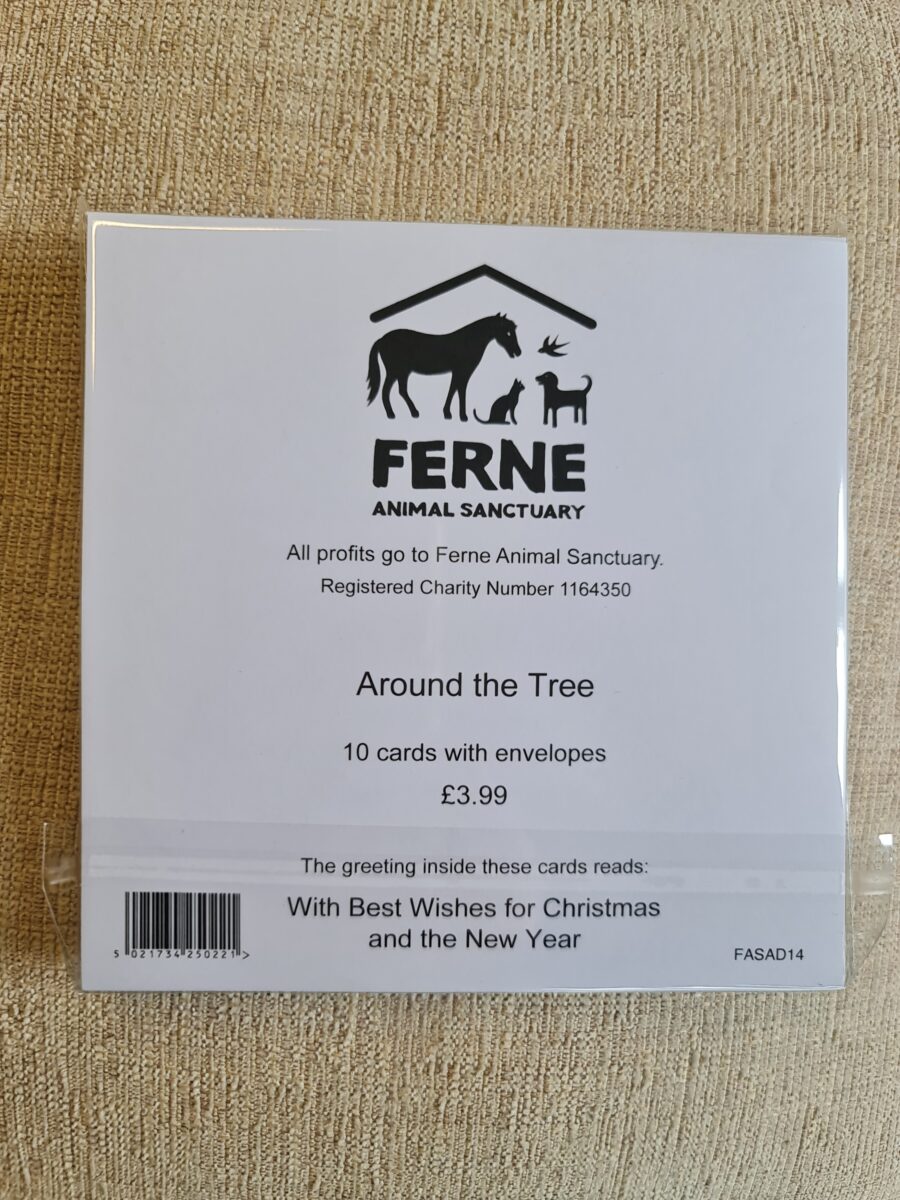 FERNE
ANIMAL SANCTUARY
All profits go to Ferne Animal Sanctuary.
Registered Charity Number 1164350
Around the Tree
10 cards with envelopes
£3.99
The greeting inside these cards reads:
With Best Wishes for Christmas
and the New Year
5 021734 250221 >
FASAD14